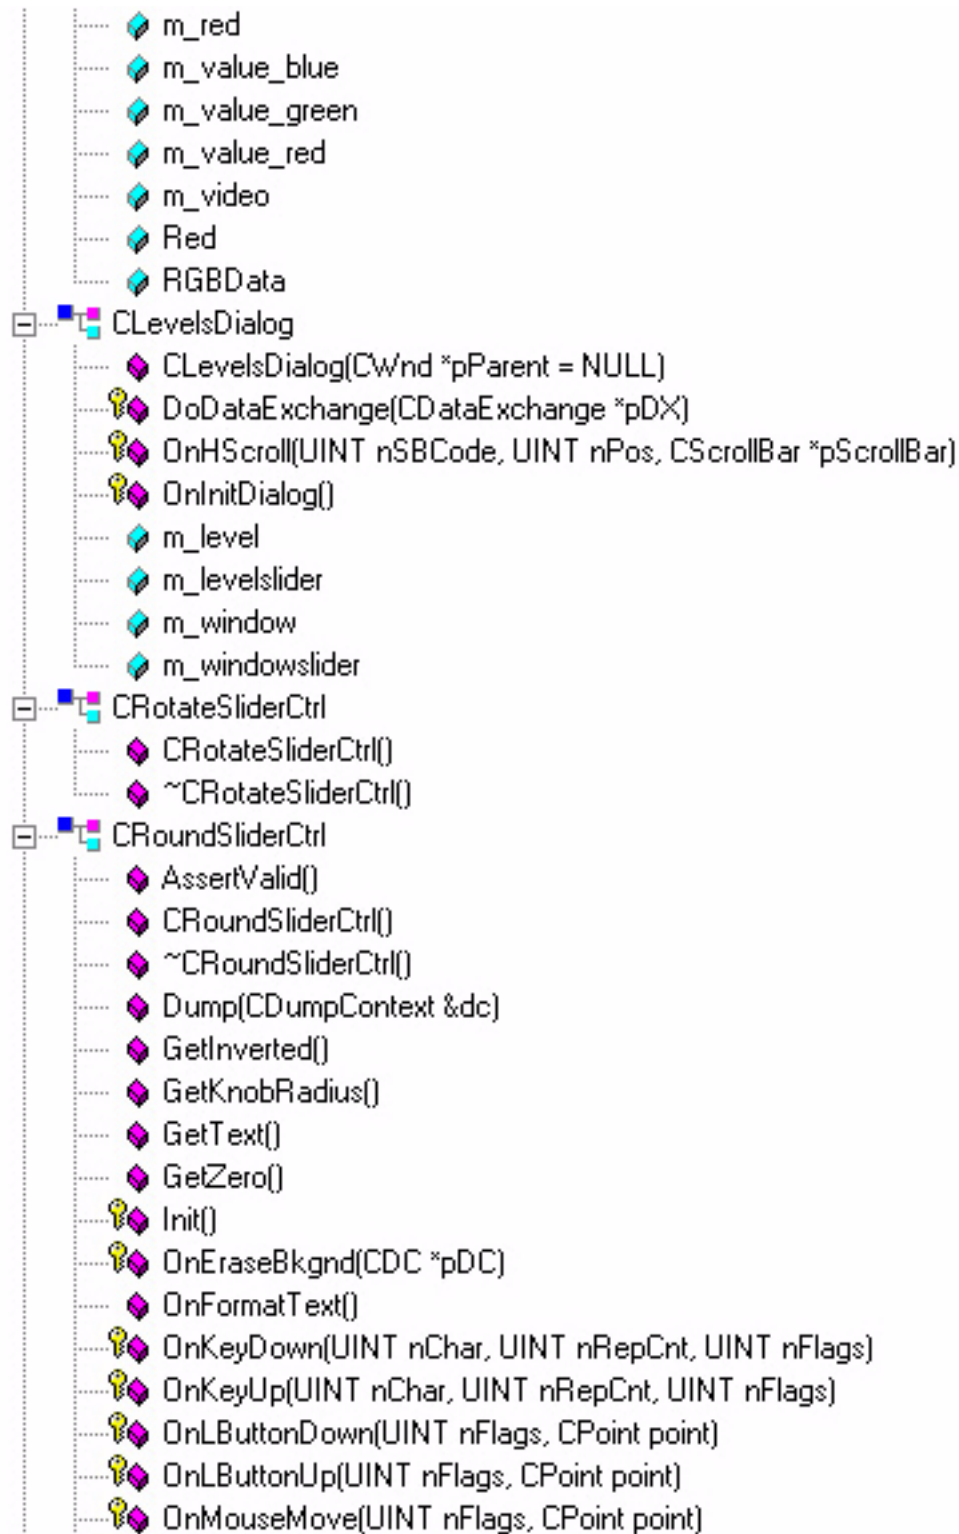 m_red
m_value_blue
m_value_green
m_value_red
m_video
Red
RGBData
CLevelsDialog
CLevelsDialog(CWnd *pParent = NULL)
DoDataExchange(CDataExchange *pDX)
OnHScroll(UINT nSBCode, UINT nPos, CScrollBar *pScrollBar)
OnInitDialog()
m_level
m_levelslider
m_window
m_windowslider
CRotateSliderCtrl
CRotateSliderCtrl()
~CRotateSliderCtrl()
CRoundSliderCtrl
AssertValid()
CRoundSliderCtrl()
~CRoundSliderCtrl()
Dump(CDumpContext &dc)
GetInverted()
GetKnobRadius()
GetText()
GetZero()
Init()
OnEraseBkgnd(CDC *pDC)
OnFormatText()
OnKeyDown(UINT nChar, UINT nRepCnt, UINT nFlags)
OnKeyUp(UINT nChar, UINT nRepCnt, UINT nFlags)
OnLButtonDown(UINT nFlags, CPoint point)
OnLButtonUp(UINT nFlags, CPoint point)
OnMouseMove(UINT nFlags, CPoint point)